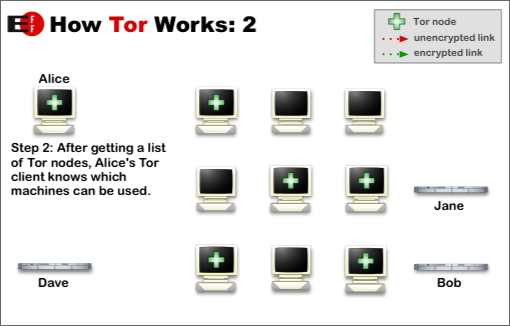 EFF How Tor Works: 2
Tor node
unencrypted link
encrypted link
Alice
Step 2: After getting a list
of Tor nodes, Alice's Tor
client knows which
machines can be used.
Jane
Dave
Bob